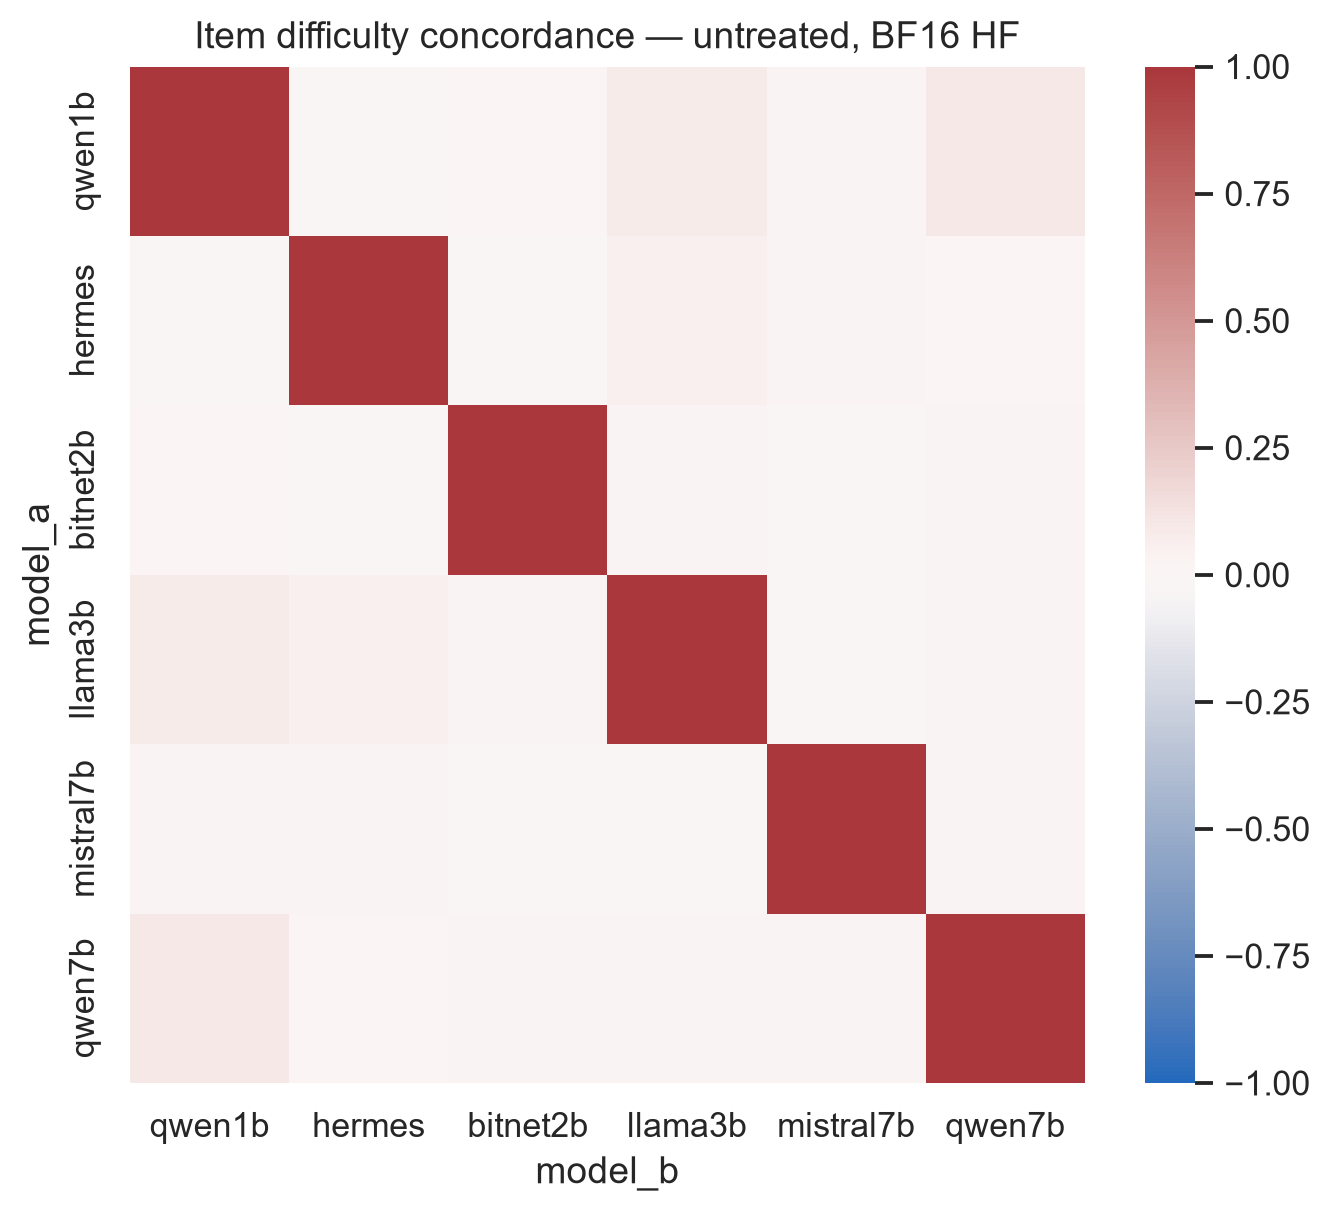 Item difficulty concordance — untreated, BF16 HF
model_a
qwen1b
hermes
bitnet2b
llama3b
mistral7b
qwen7b
qwen1b hermes bitnet2b llama3b mistral7b qwen7b
model_b
1.00
0.75
0.50
0.25
0.00
−0.25
−0.50
−0.75
−1.00